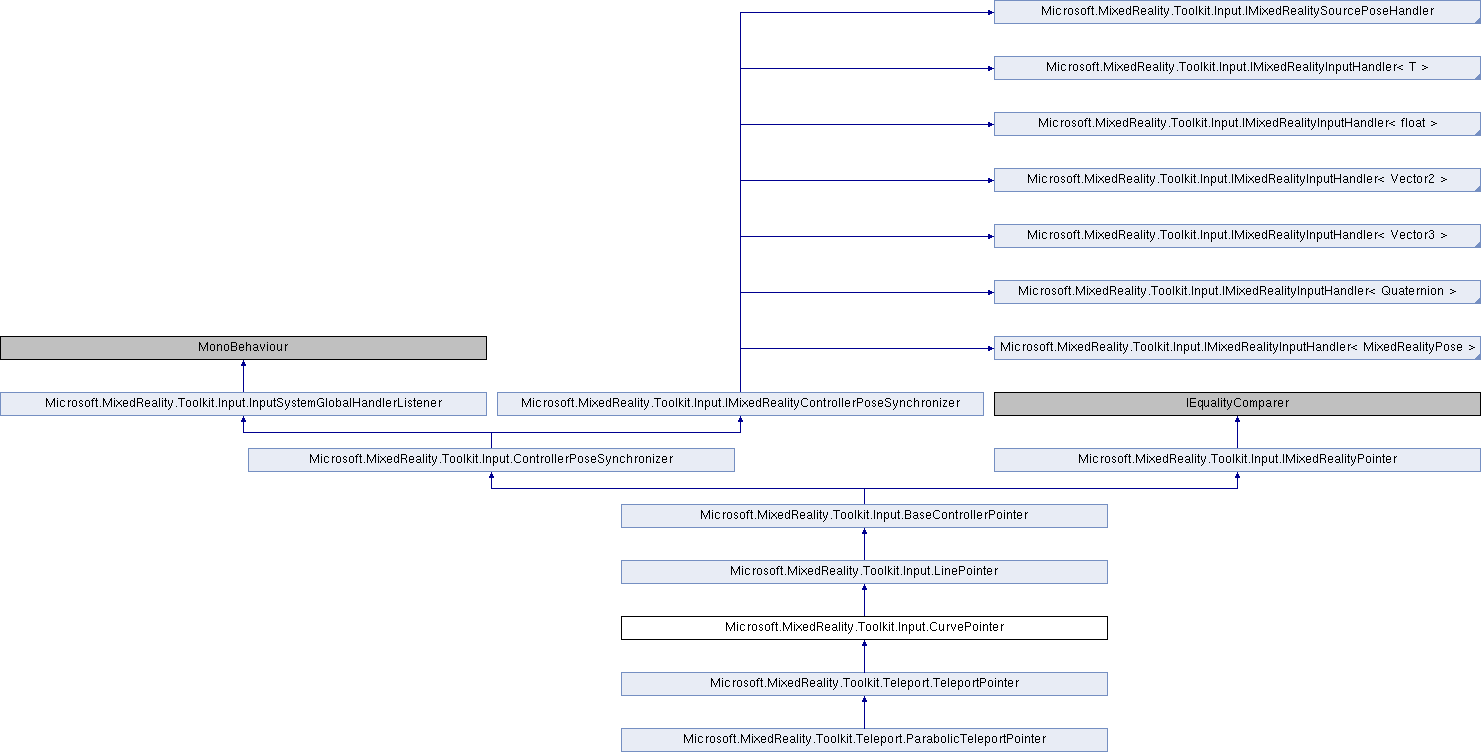 Microsoft.MixedReality.Toolkit.Input.IMixedRealitySourcePoseHandler
Microsoft.MixedReality.Toolkit.Input.IMixedRealityInputHandler< T >
Microsoft.MixedReality.Toolkit.Input.IMixedRealityInputHandler< float >
Microsoft.MixedReality.Toolkit.Input.IMixedRealityInputHandler< Vector2 >
Microsoft.MixedReality.Toolkit.Input.IMixedRealityInputHandler< Vector3 >
Microsoft.MixedReality.Toolkit.Input.IMixedRealityInputHandler< Quaternion >
MonoBehaviour
Microsoft.MixedReality.Toolkit.Input.IMixedRealityInputHandler< MixedRealityPose >
Microsoft.MixedReality.Toolkit.Input.InputSystemGlobalHandlerListener
Microsoft.MixedReality.Toolkit.Input.IMixedRealityControllerPoseSynchronizer
IEqualityComparer
Microsoft.MixedReality.Toolkit.Input.ControllerPoseSynchronizer
Microsoft.MixedReality.Toolkit.Input.IMixedRealityPointer
Microsoft.MixedReality.Toolkit.Input.BaseControllerPointer
Microsoft.MixedReality.Toolkit.Input.LinePointer
Microsoft.MixedReality.Toolkit.Input.CurvePointer
Microsoft.MixedReality.Toolkit.Teleport.TeleportPointer
Microsoft.MixedReality.Toolkit.Teleport.ParabolicTeleportPointer